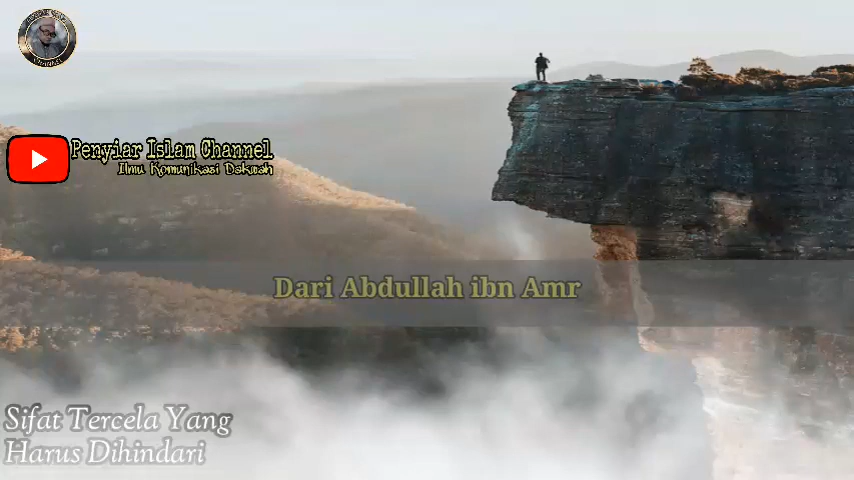 Penyiar Islam Channel
Ilmu Komunikasi Dakwah
Dari Abdullah ibn Amr
Sifat Tercela Yang
Harus Dihindari